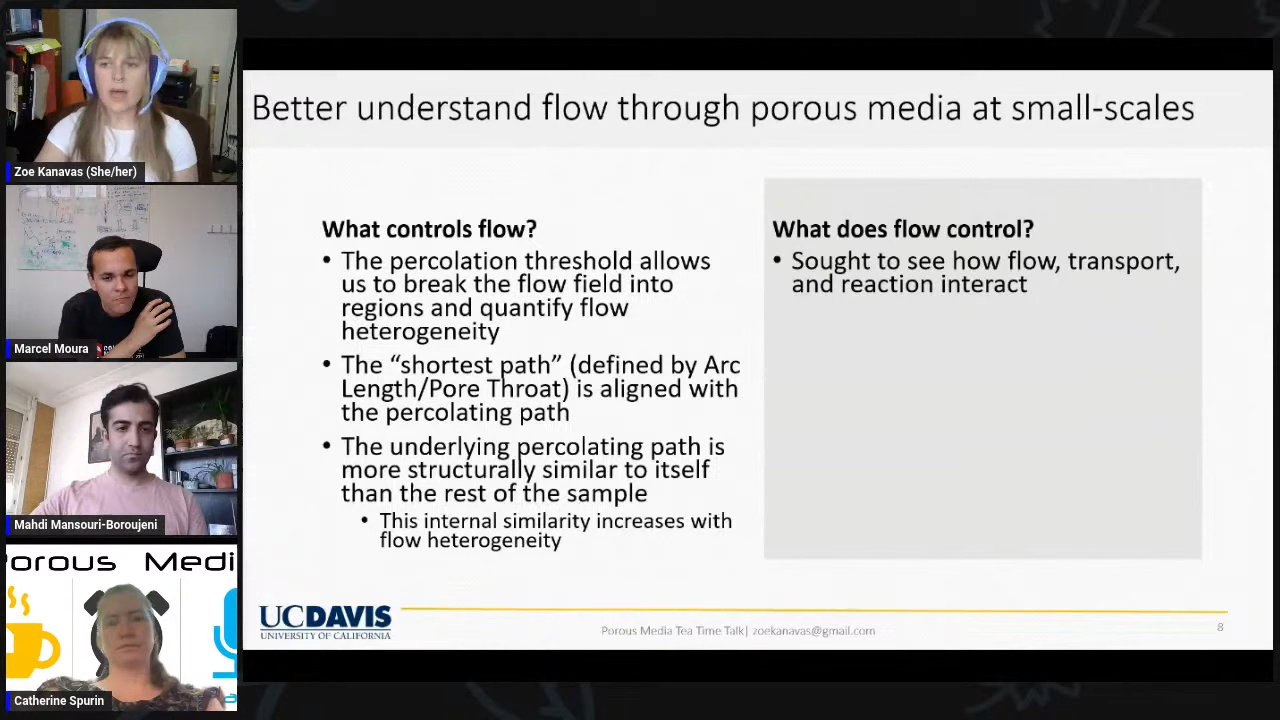 Zoe Kanavas (She/her)
Marcel Moura
Mahdi Mansouri-Boroujeni
Porous Medi
Catherine Spurin
Better understand flow through porous media at small-scales
What controls flow?
• The percolation threshold allows
us to break the flow field into
regions and quantify flow
heterogeneity
• The “shortest path” (defined by Arc
Length/Pore Throat) is aligned with
the percolating path
• The underlying percolating path is
more structurally similar to itself
than the rest of the sample
• This internal similarity increases with
flow heterogeneity
What does flow control?
• Sought to see how flow, transport,
and reaction interact
UCDAVIS
UNIVERSITY OF CALIFORNIA
Porous Media Tea Time Talk| zoekanavas@gmail.com
8